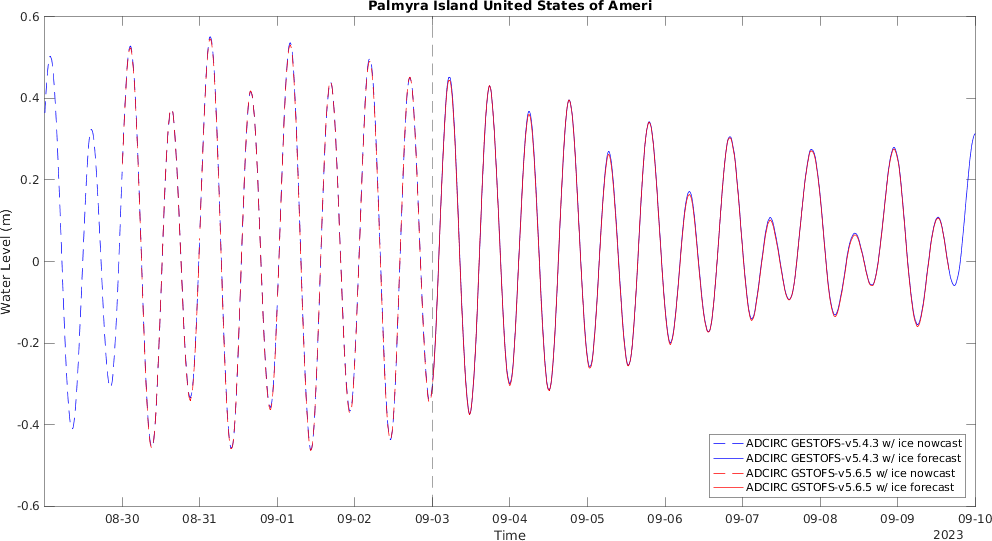 Palmyra Island United States of Ameri
0.6
0.4
0.2
0
-0.2
-0.4
-0.6
Water Level (m)
08-30 08-31 09-01 09-02 09-03 09-04 09-05 09-06 09-07 09-08 09-09 09-10
Time
2023
ADCIRC GESTOFS-v5.4.3 w/ ice nowcast
ADCIRC GESTOFS-v5.4.3 w/ ice forecast
ADCIRC GSTOFS-v5.6.5 w/ ice nowcast
ADCIRC GSTOFS-v5.6.5 w/ ice forecast